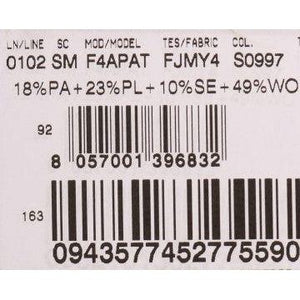 LN/LINE SC MOD/MODEL TES/FABRIC COL.
0102 SM F4APAT FJMY4 S0997
18%PA+23%PL+10%SE+49%WO
92
8 057001 396832
163
09435774527755590